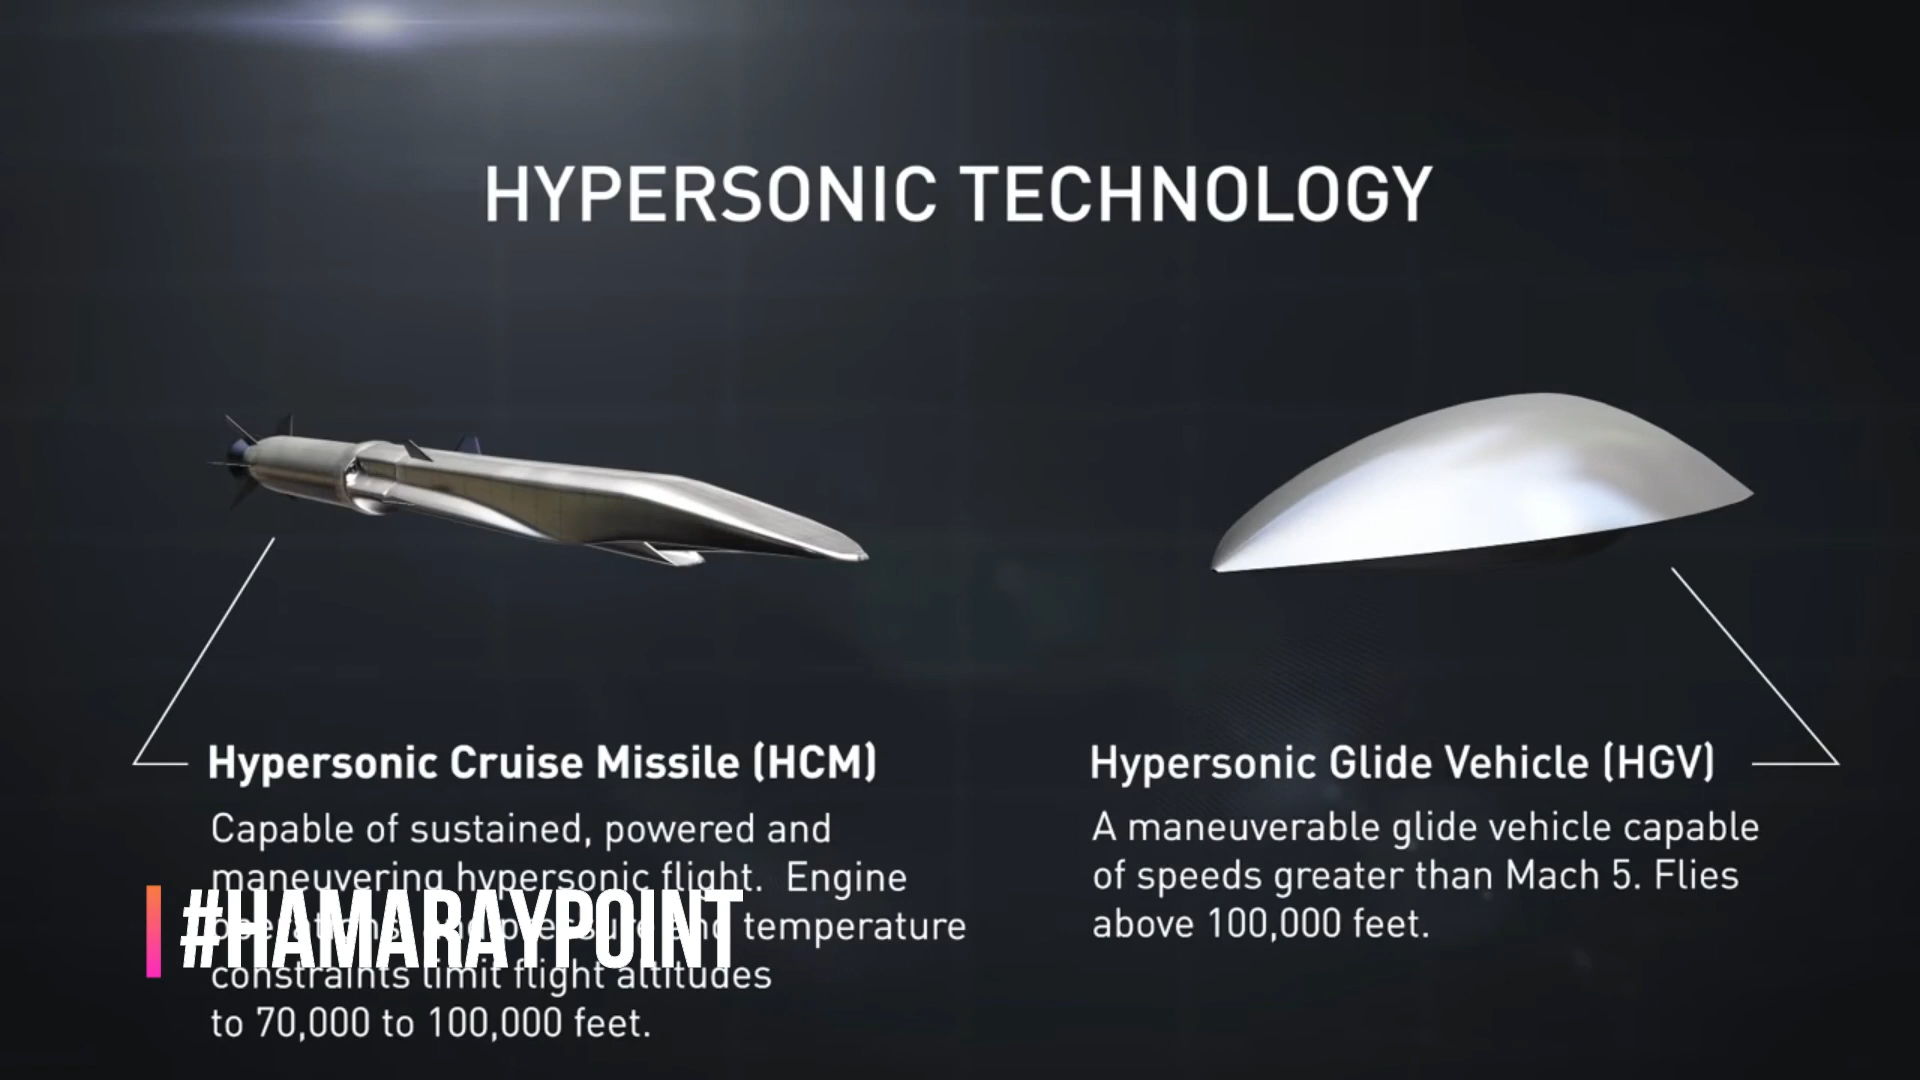 HYPERSONIC TECHNOLOGY
Hypersonic Cruise Missile (HCM)
Capable of sustained, powered and
maneuvering hypersonic flight. Engine
and temperature
constraints limit flight altitudes
to 70,000 to 100,000 feet.
#HAMARAYPOINT
Hypersonic Glide Vehicle (HGV)
A maneuverable glide vehicle capable
of speeds greater than Mach 5. Flies
above 100,000 feet.